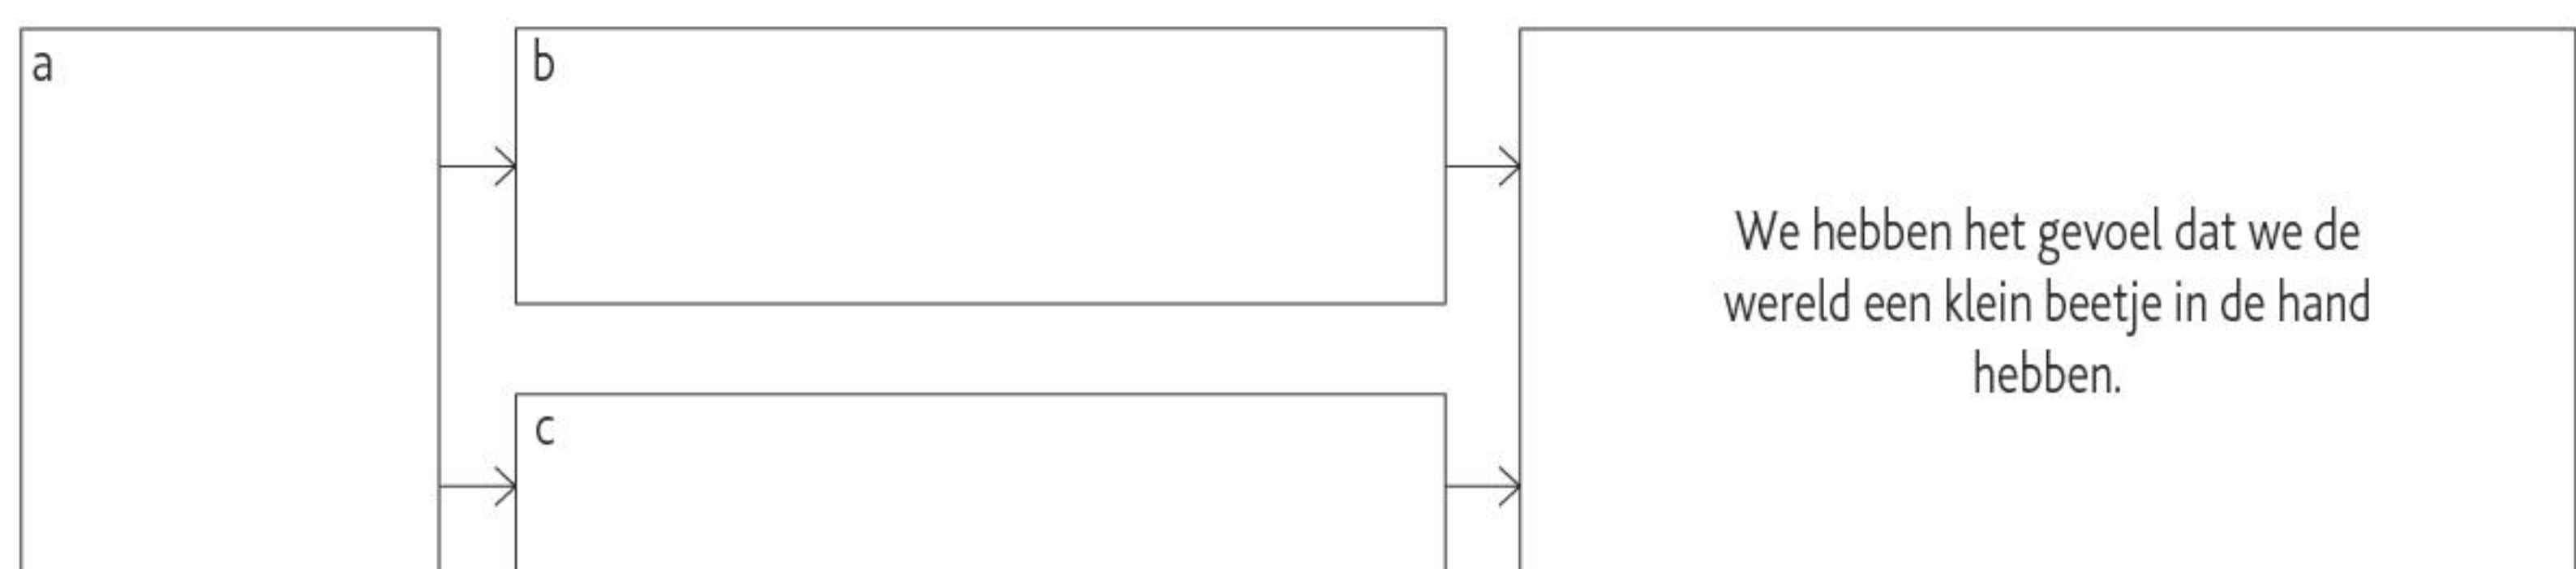 a
b
c
We hebben het gevoel dat we de
wereld een klein beetje in de hand
hebben.